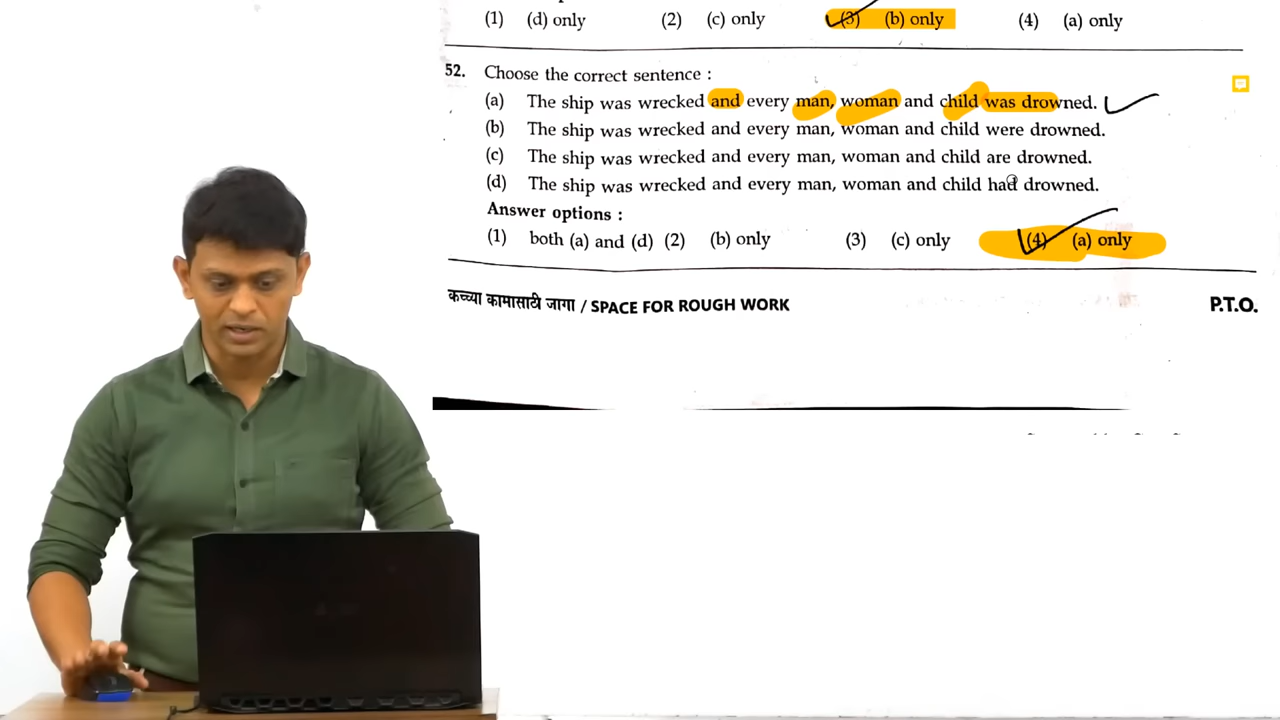 (1) (d) only (2) (c) only (3) (b) only (4) (a) only
52. Choose the correct sentence :
(a) The ship was wrecked and every man, woman and child was drowned.
(b) The ship was wrecked and every man, woman and child were drowned.
(c) The ship was wrecked and every man, woman and child are drowned.
(d) The ship was wrecked and every man, woman and child had drowned.
Answer options :
(1) both (a) and (d) (2) (b) only (3) (c) only (4) (a) only
कच्च्या कामासाठी जागा / SPACE FOR ROUGH WORK P.T.O.